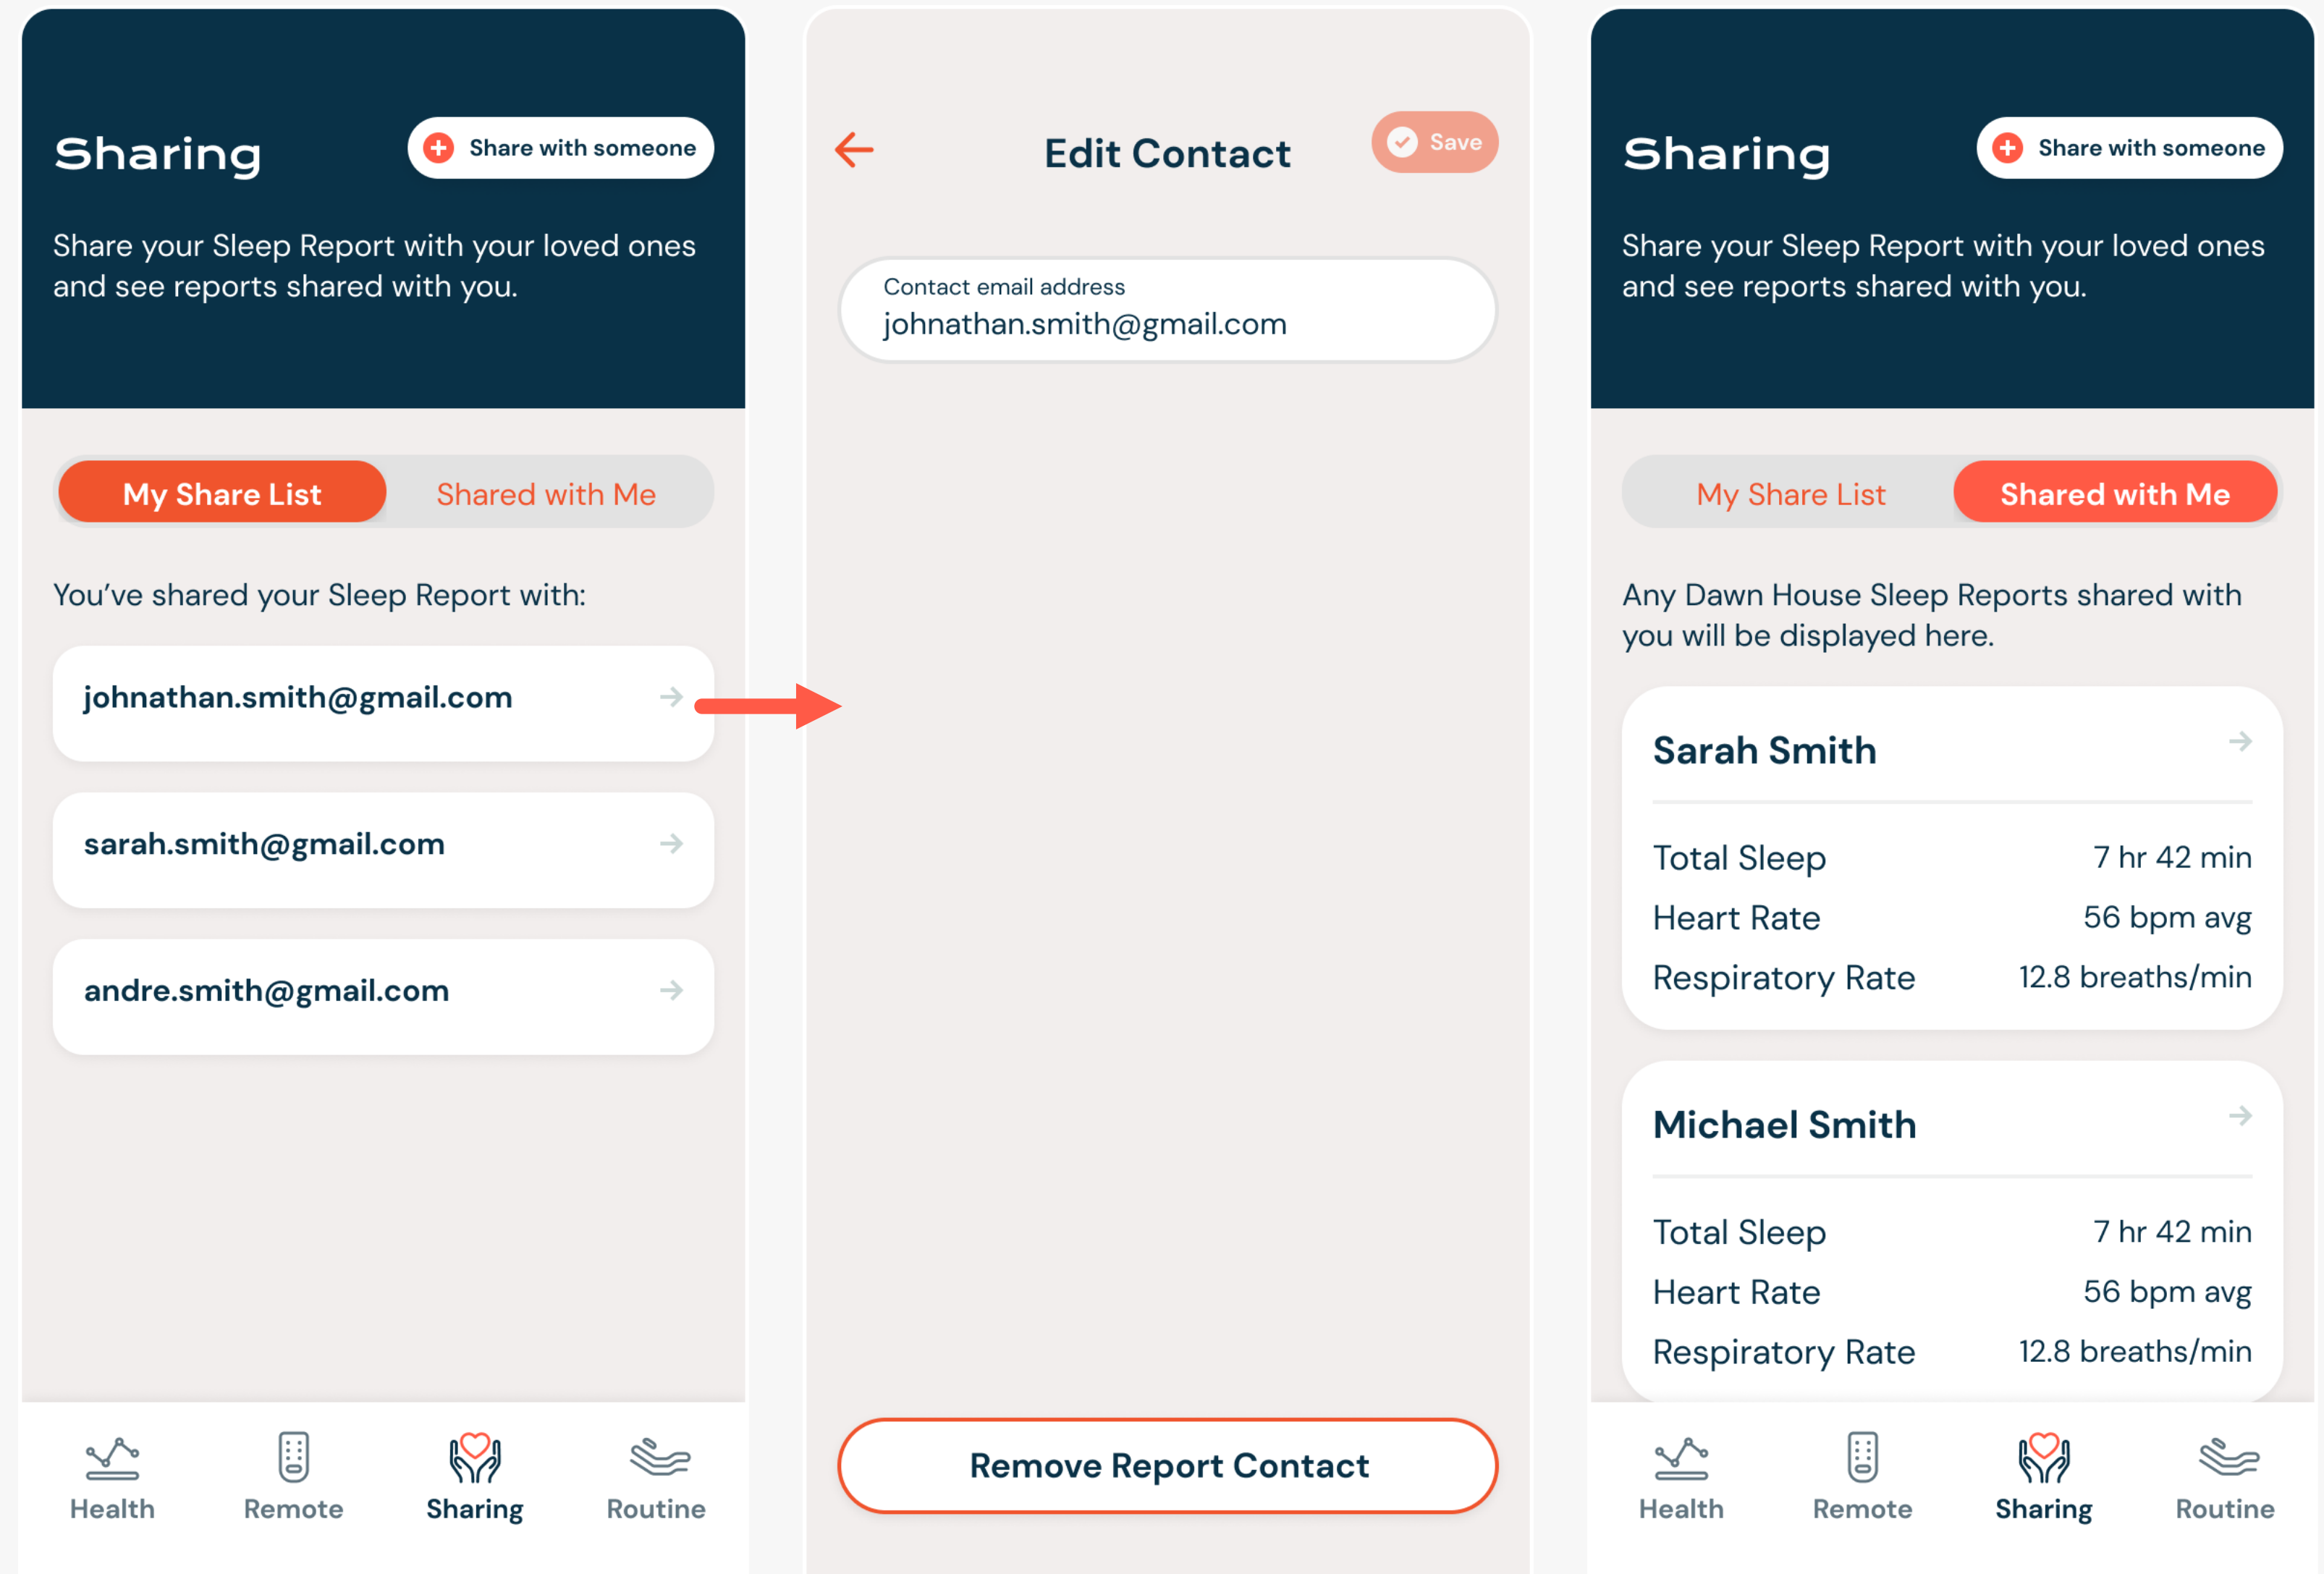 Sharing
Share with someone
Share your Sleep Report with your loved ones
and see reports shared with you.
My Share List
Shared with Me
You’ve shared your Sleep Report with:
johnathan.smith@gmail.com
sarah.smith@gmail.com
andre.smith@gmail.com
Health
Remote
Sharing
Routine
Edit Contact
Save
Contact email address
johnathan.smith@gmail.com
Remove Report Contact
Sharing
Share with someone
Share your Sleep Report with your loved ones
and see reports shared with you.
My Share List
Shared with Me
Any Dawn House Sleep Reports shared with
you will be displayed here.
Sarah Smith
Total Sleep 7 hr 42 min
Heart Rate 56 bpm avg
Respiratory Rate 12.8 breaths/min
Michael Smith
Total Sleep 7 hr 42 min
Heart Rate 56 bpm avg
Respiratory Rate 12.8 breaths/min
Health
Remote
Sharing
Routine